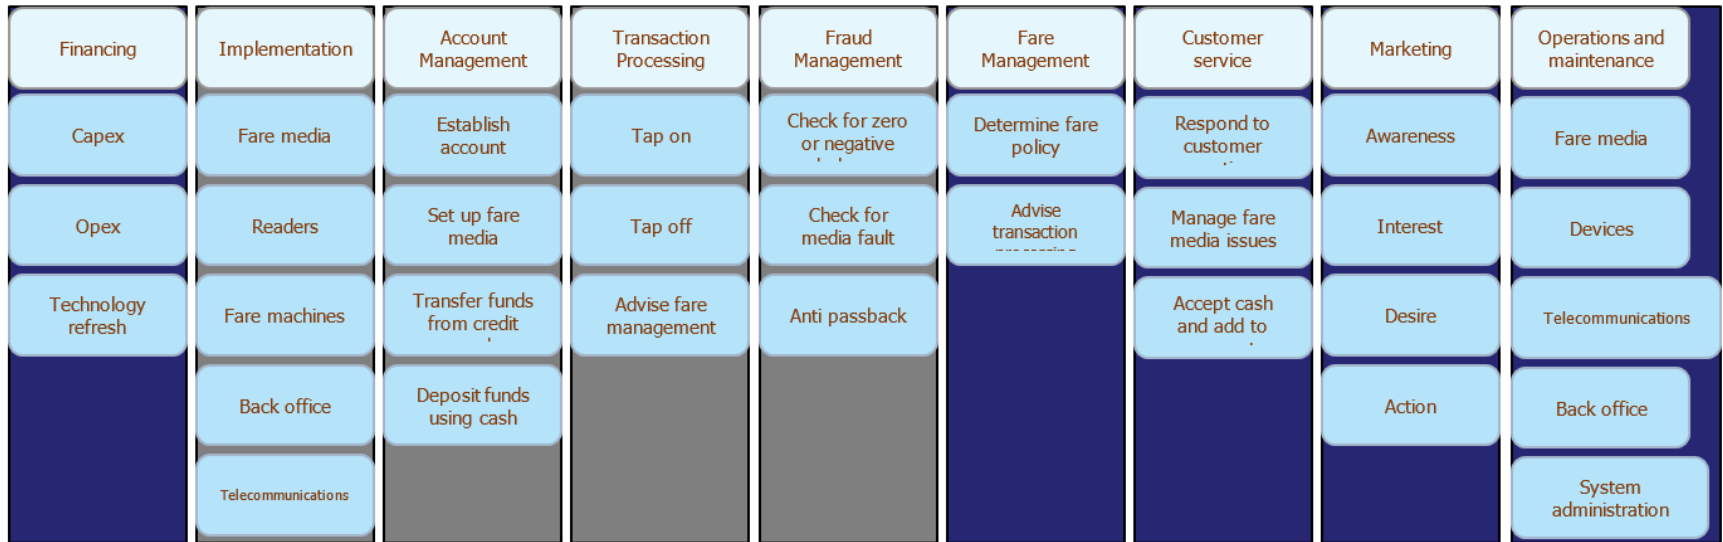 Financing
Implementation
Account
Management
Transaction
Processing
Fraud
Management
Fare
Management
Customer
service
Marketing
Operations and
maintenance
Capex
Fare media
Establish
account
Tap on
Check for zero
or negative
Determine fare
policy
Respond to
customer
Awareness
Fare media
Opex
Readers
Set up fare
media
Tap off
Check for
media fault
Advise
transaction
Manage fare
media issues
Interest
Devices
Technology
refresh
Fare machines
Transfer funds
from credit
Advise fare
management
Anti passback
Accept cash
and add to
Desire
Telecommunications
Back office
Deposit funds
using cash
Action
Back office
Telecommunications
System
administration